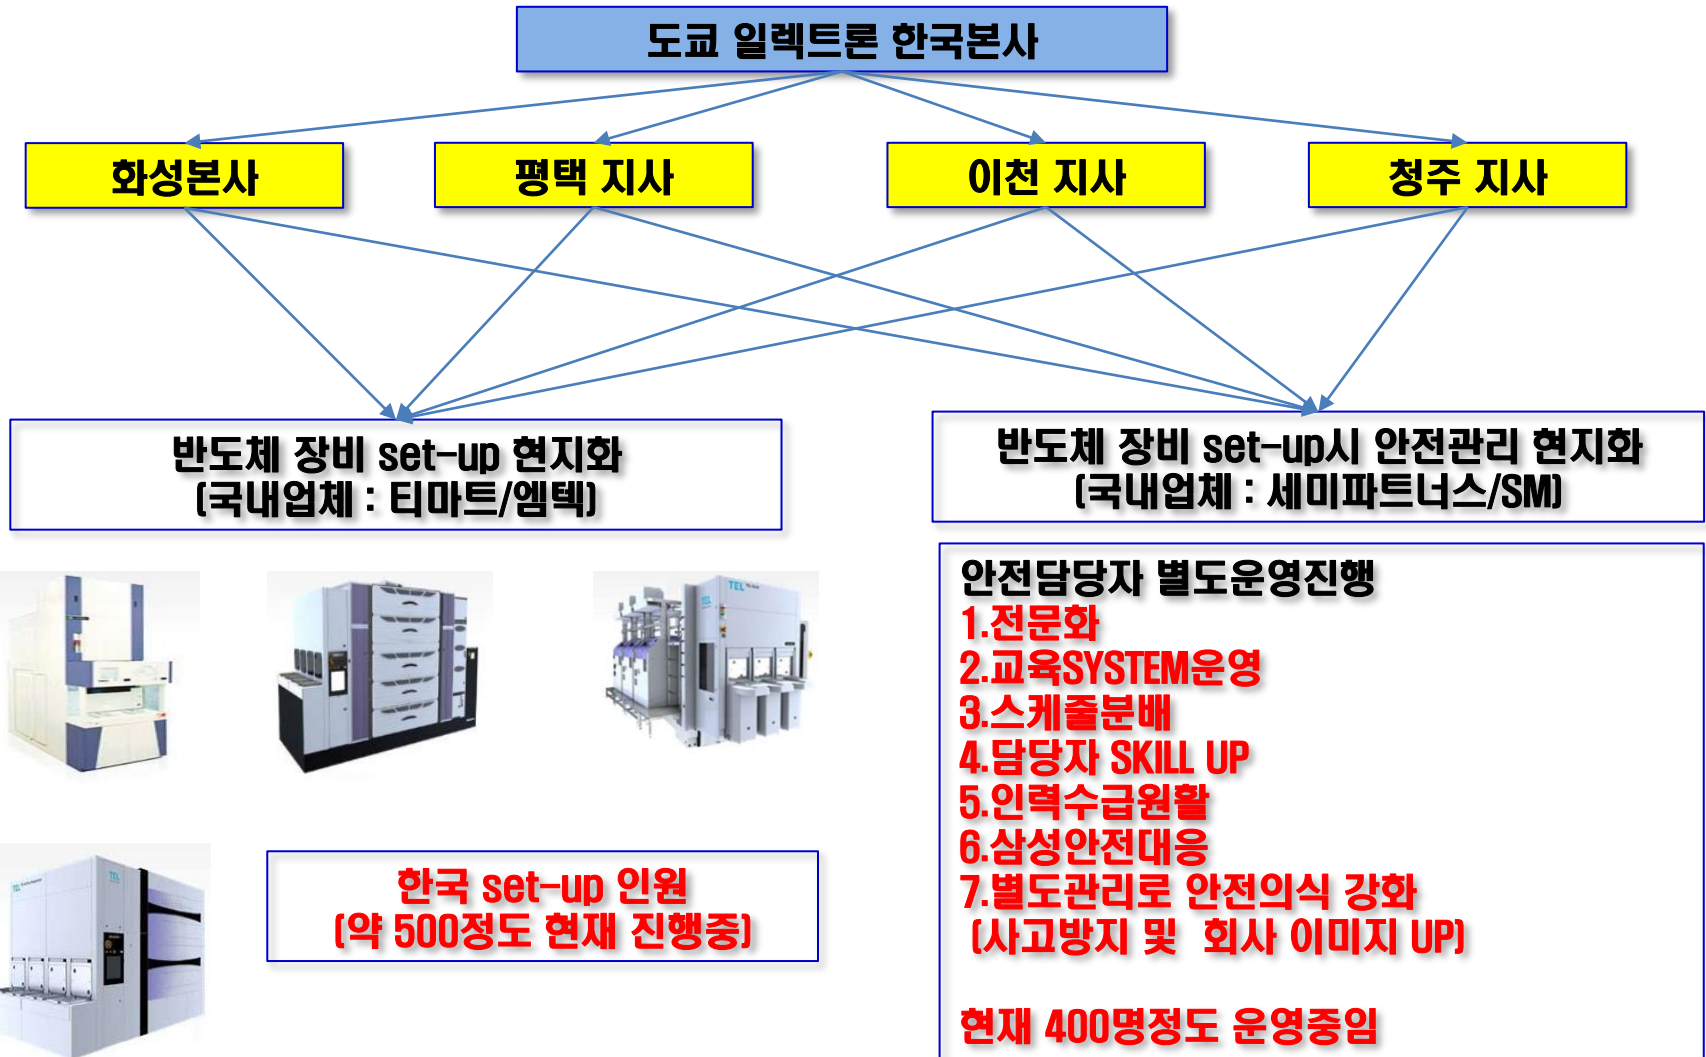 도쿄 일렉트론 한국본사
화성본사
평택 지사
이천 지사
청주 지사
반도체 장비 set-up 현지화
(국내업체 : 티마트/엠텍)
반도체 장비 set-up시 안전관리 현지화
(국내업체 : 세미파트너스/SM)
안전담당자 별도운영진행
1.전문화
2.교육SYSTEM운영
3.스케줄분배
4.담당자 SKILL UP
5.인력수급원활
6.삼성안전대응
7.별도관리로 안전의식 강화
(사고방지 및 회사 이미지 UP)
현재 400명정도 운영중임
TEL
TEL
TEL
TEL
한국 set-up 인원
(약 500정도 현재 진행중)